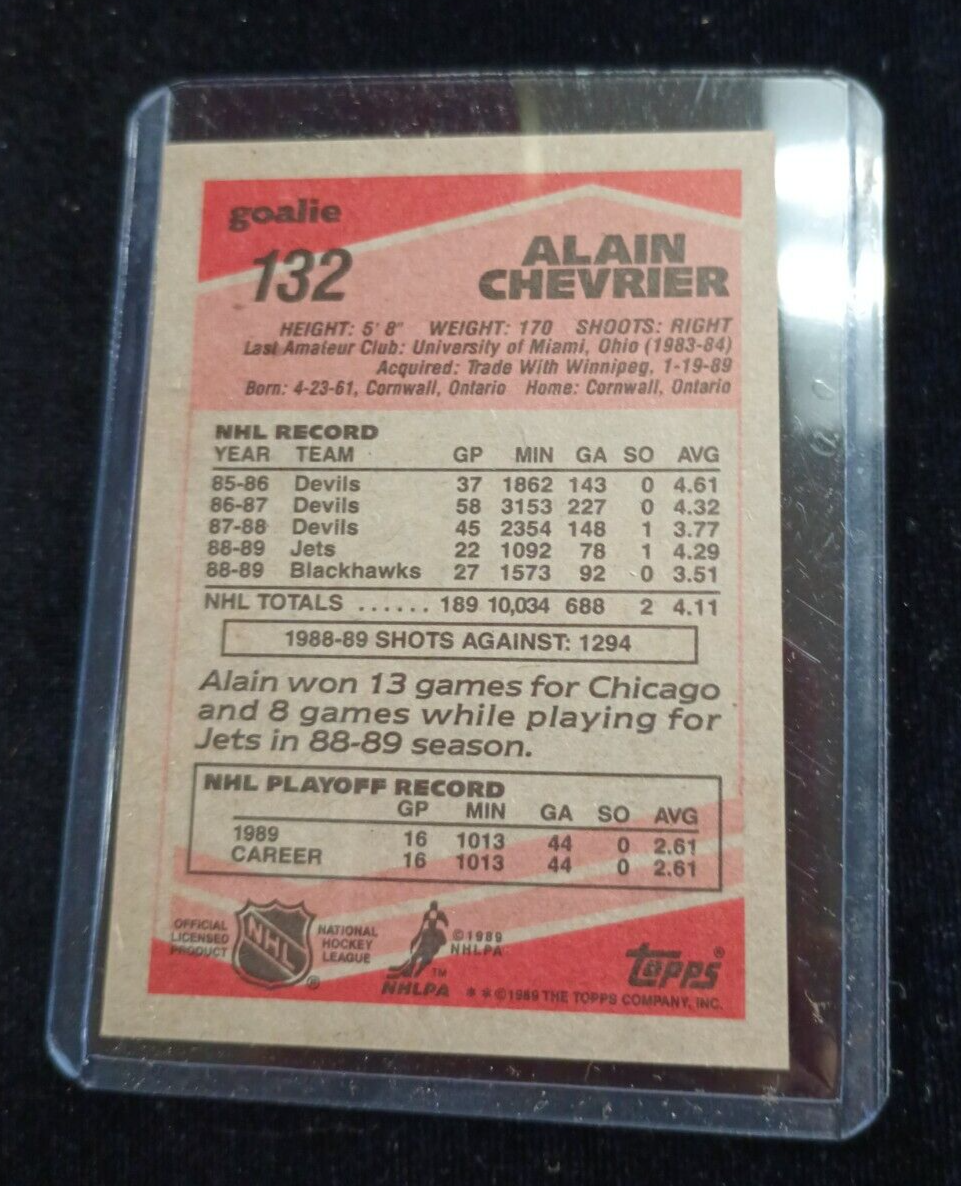 goalie
132
ALAIN
CHEVRIER
HEIGHT: 5' 8" WEIGHT: 170 SHOOTS: RIGHT
Last Amateur Club: University of Miami, Ohio (1983-84)
Acquired: Trade With Winnipeg, 1-19-89
Born: 4-23-61, Cornwall, Ontario Home: Cornwall, Ontario
NHL RECORD
YEAR TEAM GP MIN GA SO AVG
85-86 Devils 37 1862 143 0 4.61
86-87 Devils 58 3153 227 0 4.32
87-88 Devils 45 2354 148 1 3.77
88-89 Jets 22 1092 78 1 4.29
88-89 Blackhawks 27 1573 92 0 3.51
NHL TOTALS ...... 189 10,034 688 2 4.11
1988-89 SHOTS AGAINST: 1294
Alain won 13 games for Chicago
and 8 games while playing for
Jets in 88-89 season.
NHL PLAYOFF RECORD
GP MIN GA SO AVG
1989 16 1013 44 0 2.61
CAREER 16 1013 44 0 2.61
OFFICIAL
LICENSED
PRODUCT
NHL
®
NATIONAL
HOCKEY
LEAGUE
©1989
NHLPA
™
NHLPA
topps®
* * ©1989 THE TOPPS COMPANY, INC.